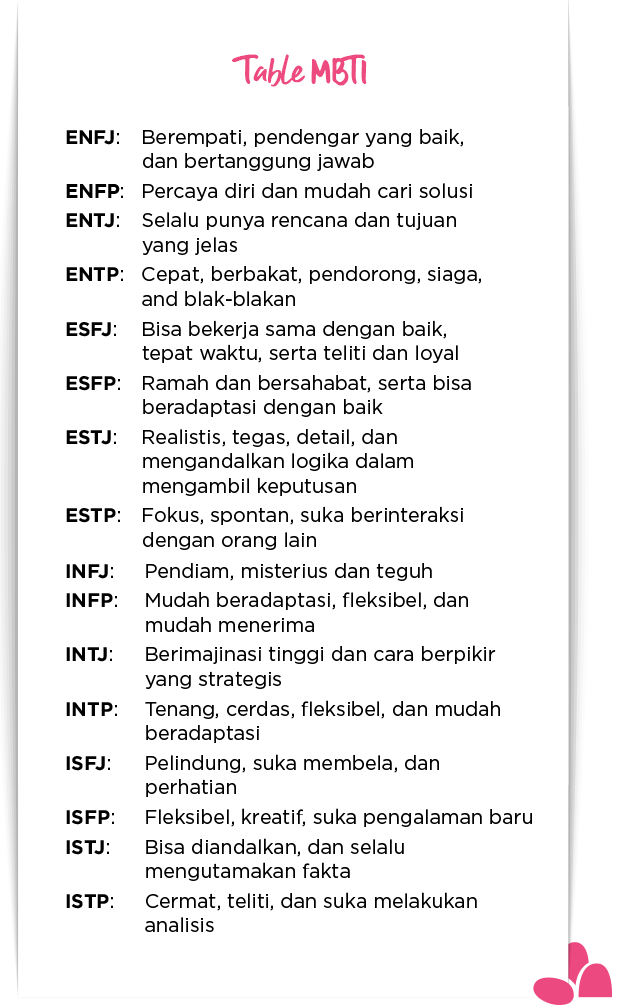 Table MBTI
ENFJ: Berempati, pendengar yang baik,
dan bertanggung jawab
ENFP: Percaya diri dan mudah cari solusi
ENTJ: Selalu punya rencana dan tujuan
yang jelas
ENTP: Cepat, berbakat, pendorong, siaga,
and blak-blakan
ESFJ: Bisa bekerja sama dengan baik,
tepat waktu, serta teliti dan loyal
ESFP: Ramah dan bersahabat, serta bisa
beradaptasi dengan baik
ESTJ: Realistis, tegas, detail, dan
mengandalkan logika dalam
mengambil keputusan
ESTP: Fokus, spontan, suka berinteraksi
dengan orang lain
INFJ: Pendiam, misterius dan teguh
INFP: Mudah beradaptasi, fleksibel, dan
mudah menerima
INTJ: Berimajinasi tinggi dan cara berpikir
yang strategis
INTP: Tenang, cerdas, fleksibel, dan mudah
beradaptasi
ISFJ: Pelindung, suka membela, dan
perhatian
ISFP: Fleksibel, kreatif, suka pengalaman baru
ISTJ: Bisa diandalkan, dan selalu
mengutamakan fakta
ISTP: Cermat, teliti, dan suka melakukan
analisis